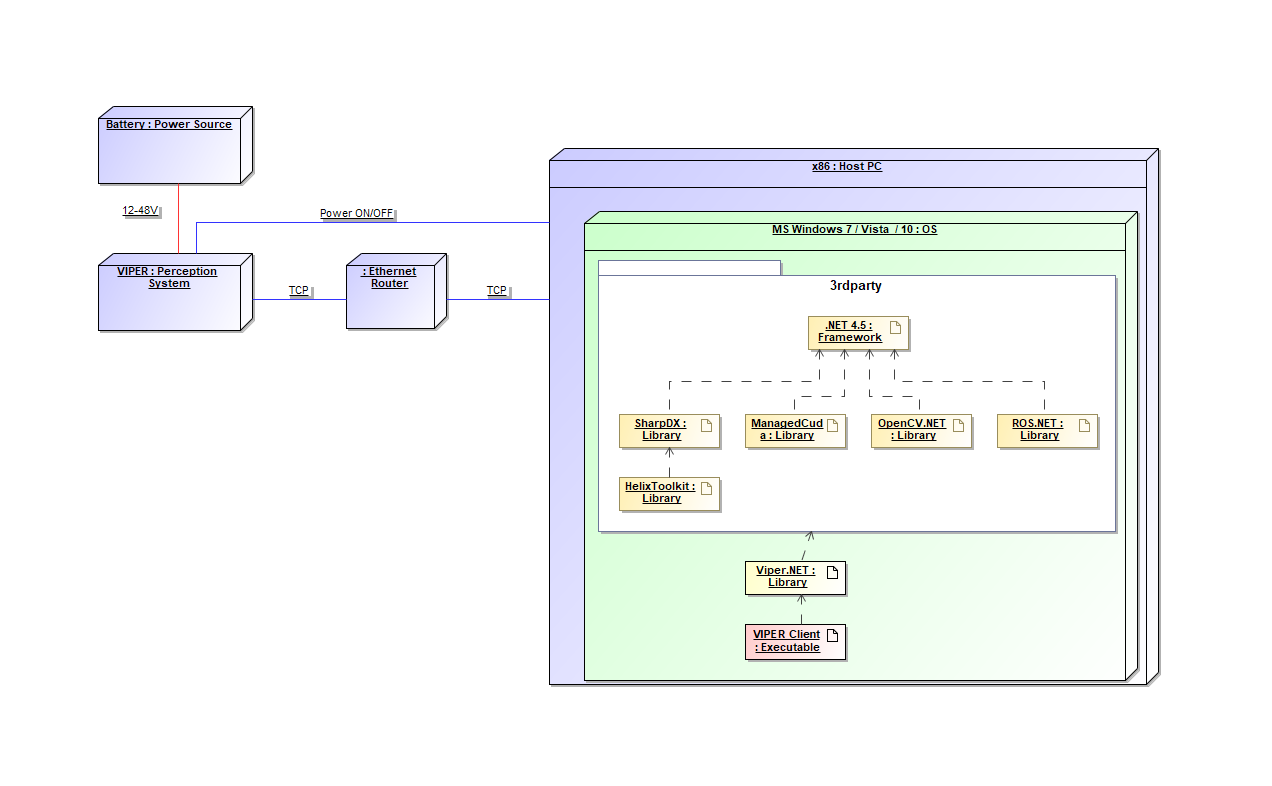 Battery : Power Source
x86 : Host PC
12-48V
Power ON/OFF
MS Windows 7 / Vista / 10 : OS
VIPER : Perception
System
TCP
: Ethernet
Router
TCP
3rdparty
.NET 4.5 :
Framework
SharpDX :
Library
ManagedCud
a : Library
OpenCV.NET
: Library
ROS.NET :
Library
HelixToolkit :
Library
Viper.NET :
Library
VIPER Client
: Executable